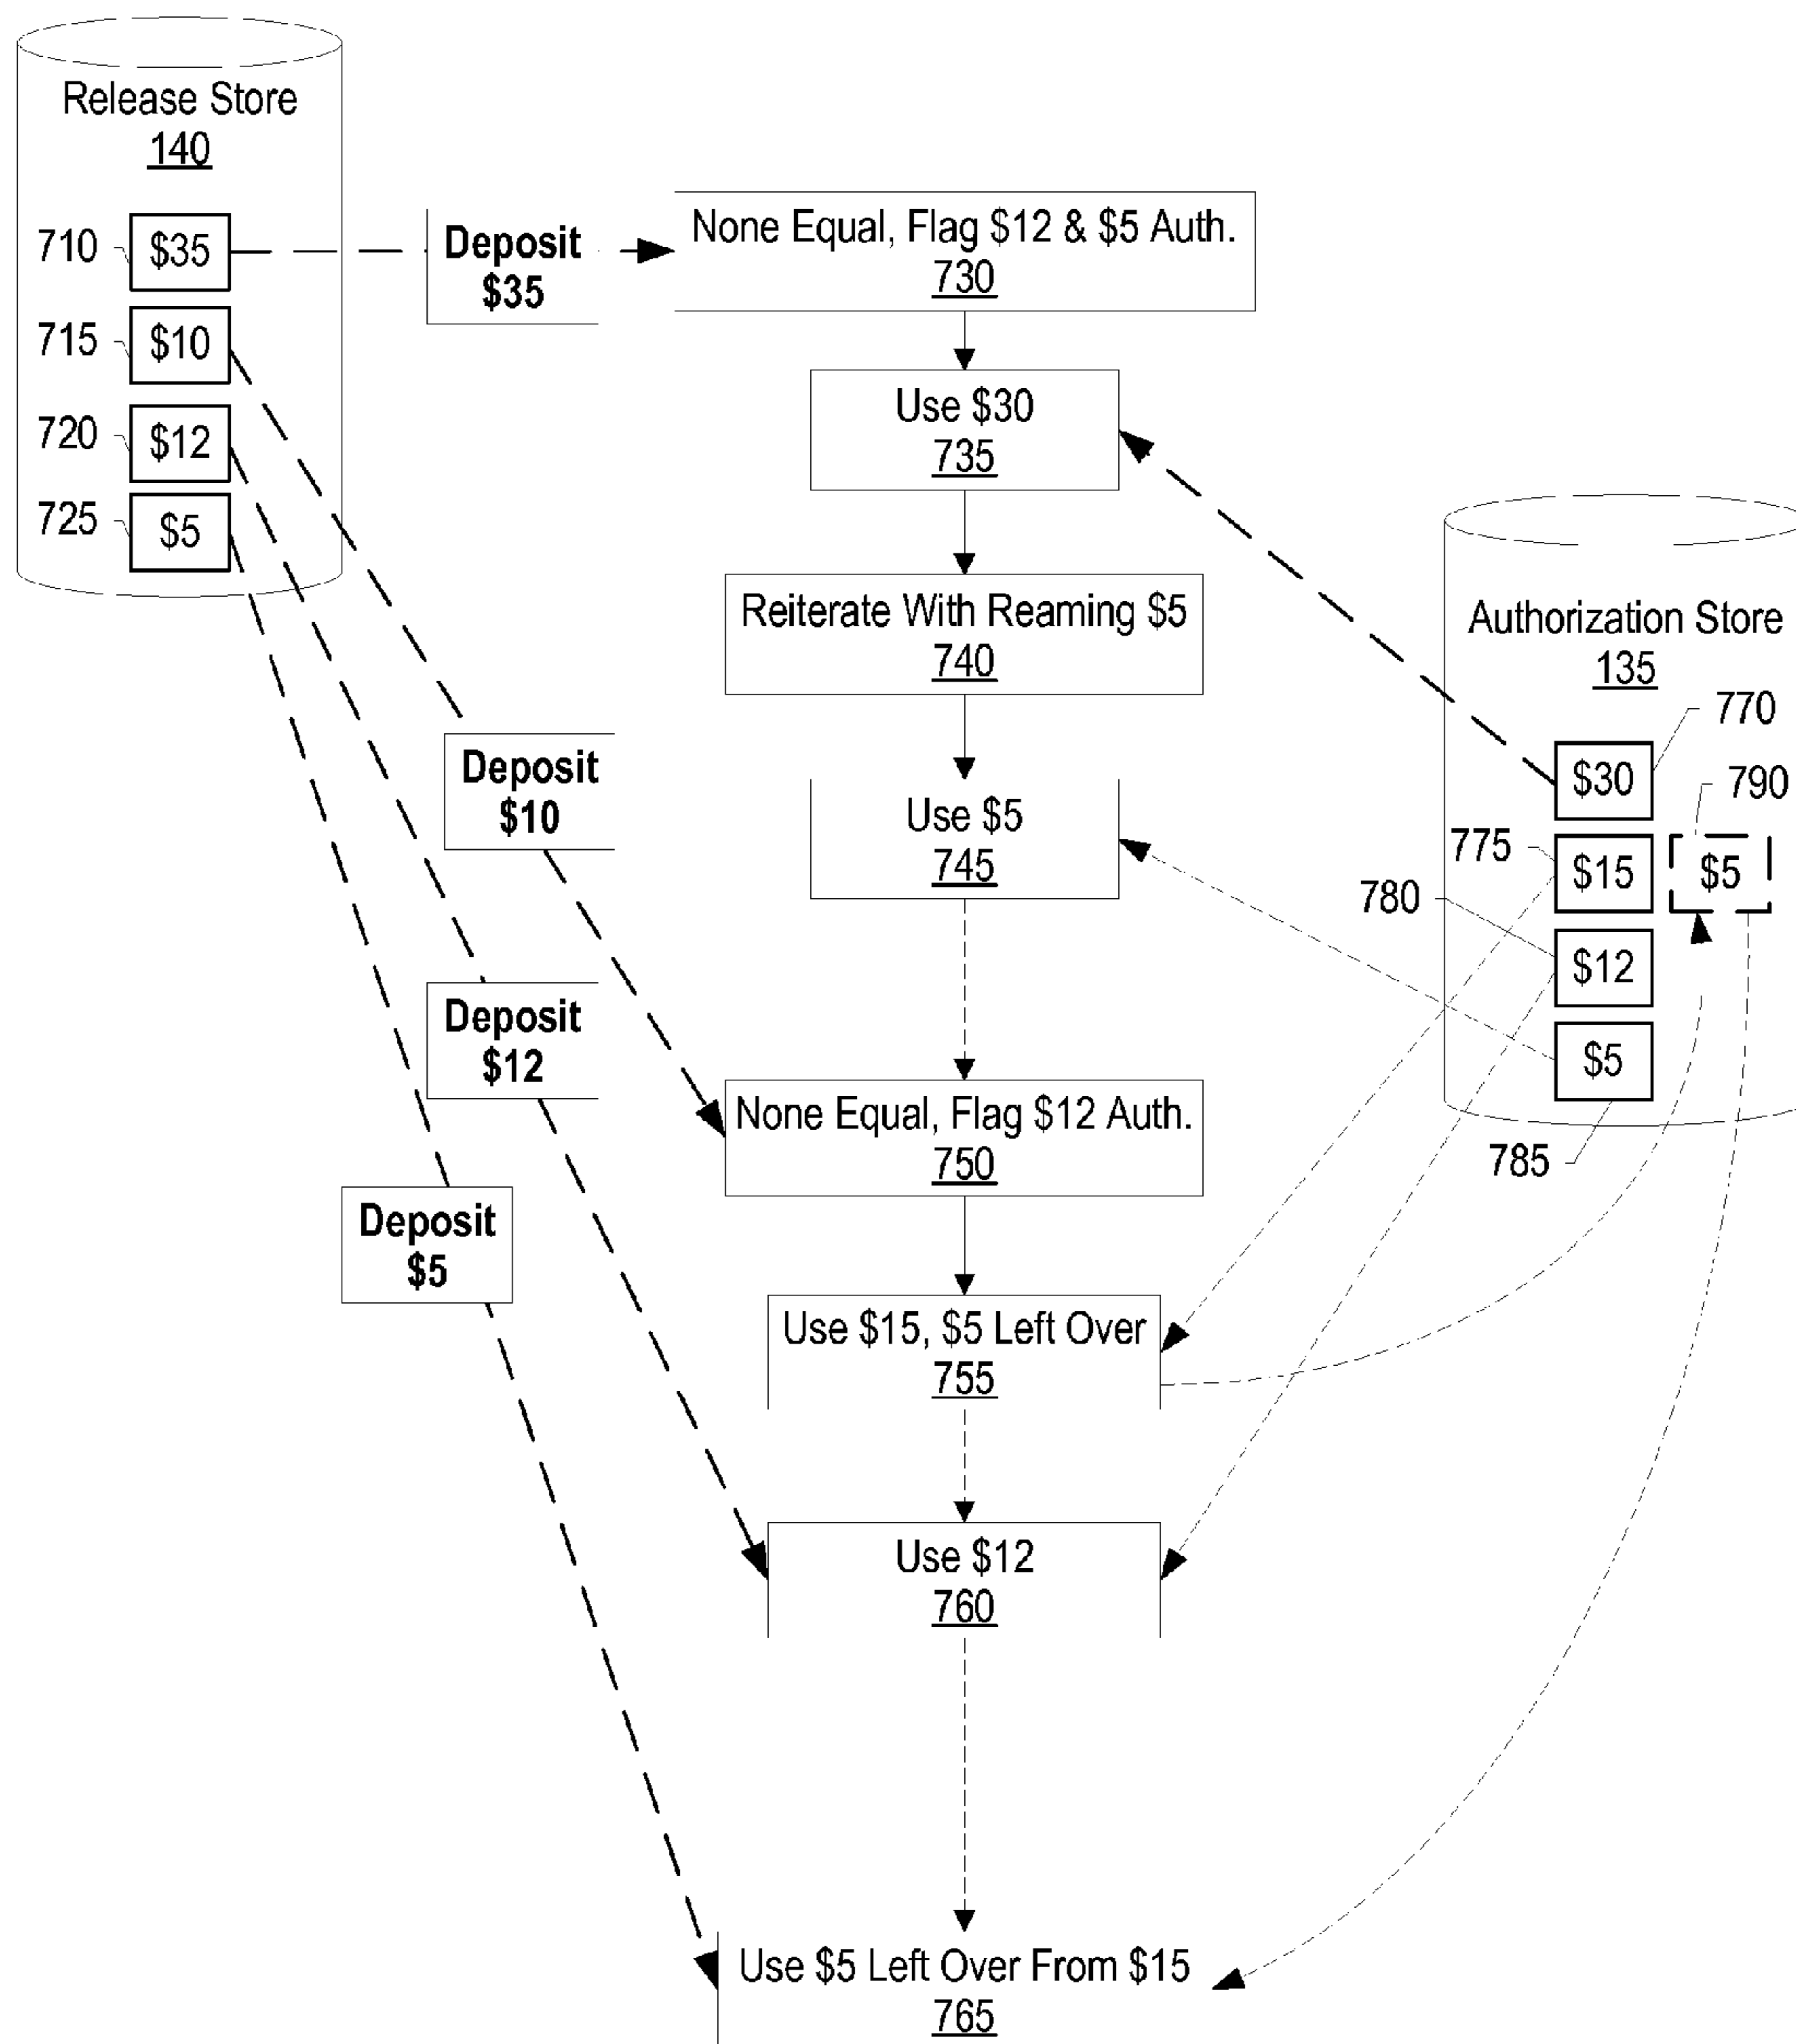 Release Store
140
710
$35
715
$10
720
$12
725
$5
Deposit
$35
None Equal, Flag $12 & $5 Auth.
730
Use $30
735
Reiterate With Reaming $5
740
Deposit
$10
Use $5
745
Authorization Store
135
770
$30
790
775
$15
$5
780
$12
$5
785
Deposit
$12
None Equal, Flag $12 Auth.
750
Deposit
$5
Use $15, $5 Left Over
755
Use $12
760
Use $5 Left Over From $15
765